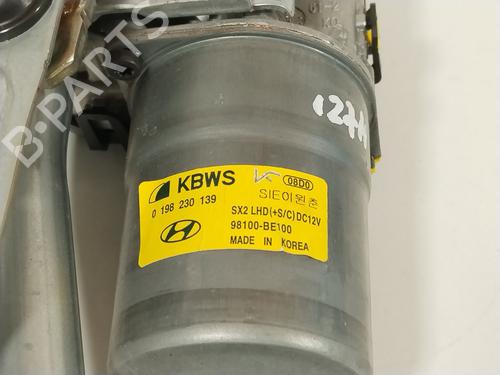 B-PARTS
KBWS
08D0
0 198 230 139
SIE이원준
SX2 LHD(+S/C)DC12V
98100-BE100
MADE IN KOREA